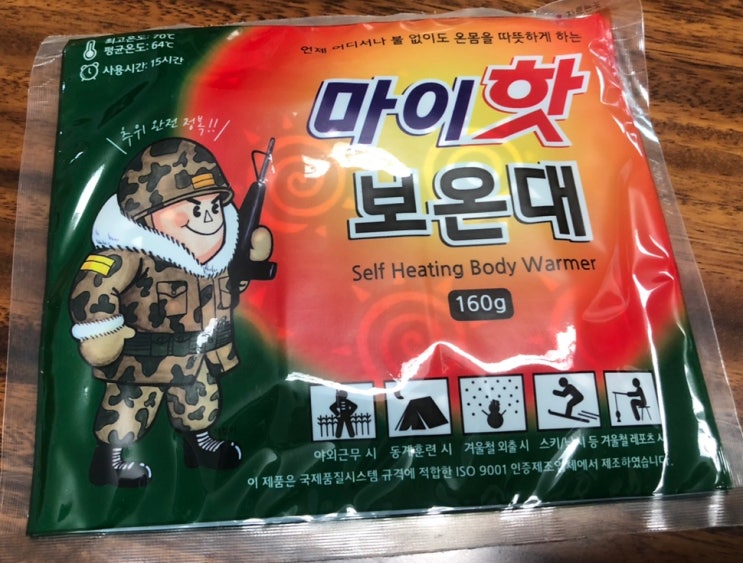 최고온도: 70℃
평균온도: 64℃
사용시간: 15시간
언제 어디서나 불 없이도 온몸을 따뜻하게 하는
추위 완전 정복!!
마이핫
보온대
Self Heating Body Warmer
160g
야외근무 시
동계훈련 시
겨울철 외출 시
스키/낚시 등 겨울철 레포츠 시
이 제품은 국제품질시스템 규격에 적합한 ISO 9001 인증제조업체에서 제조하였습니다.